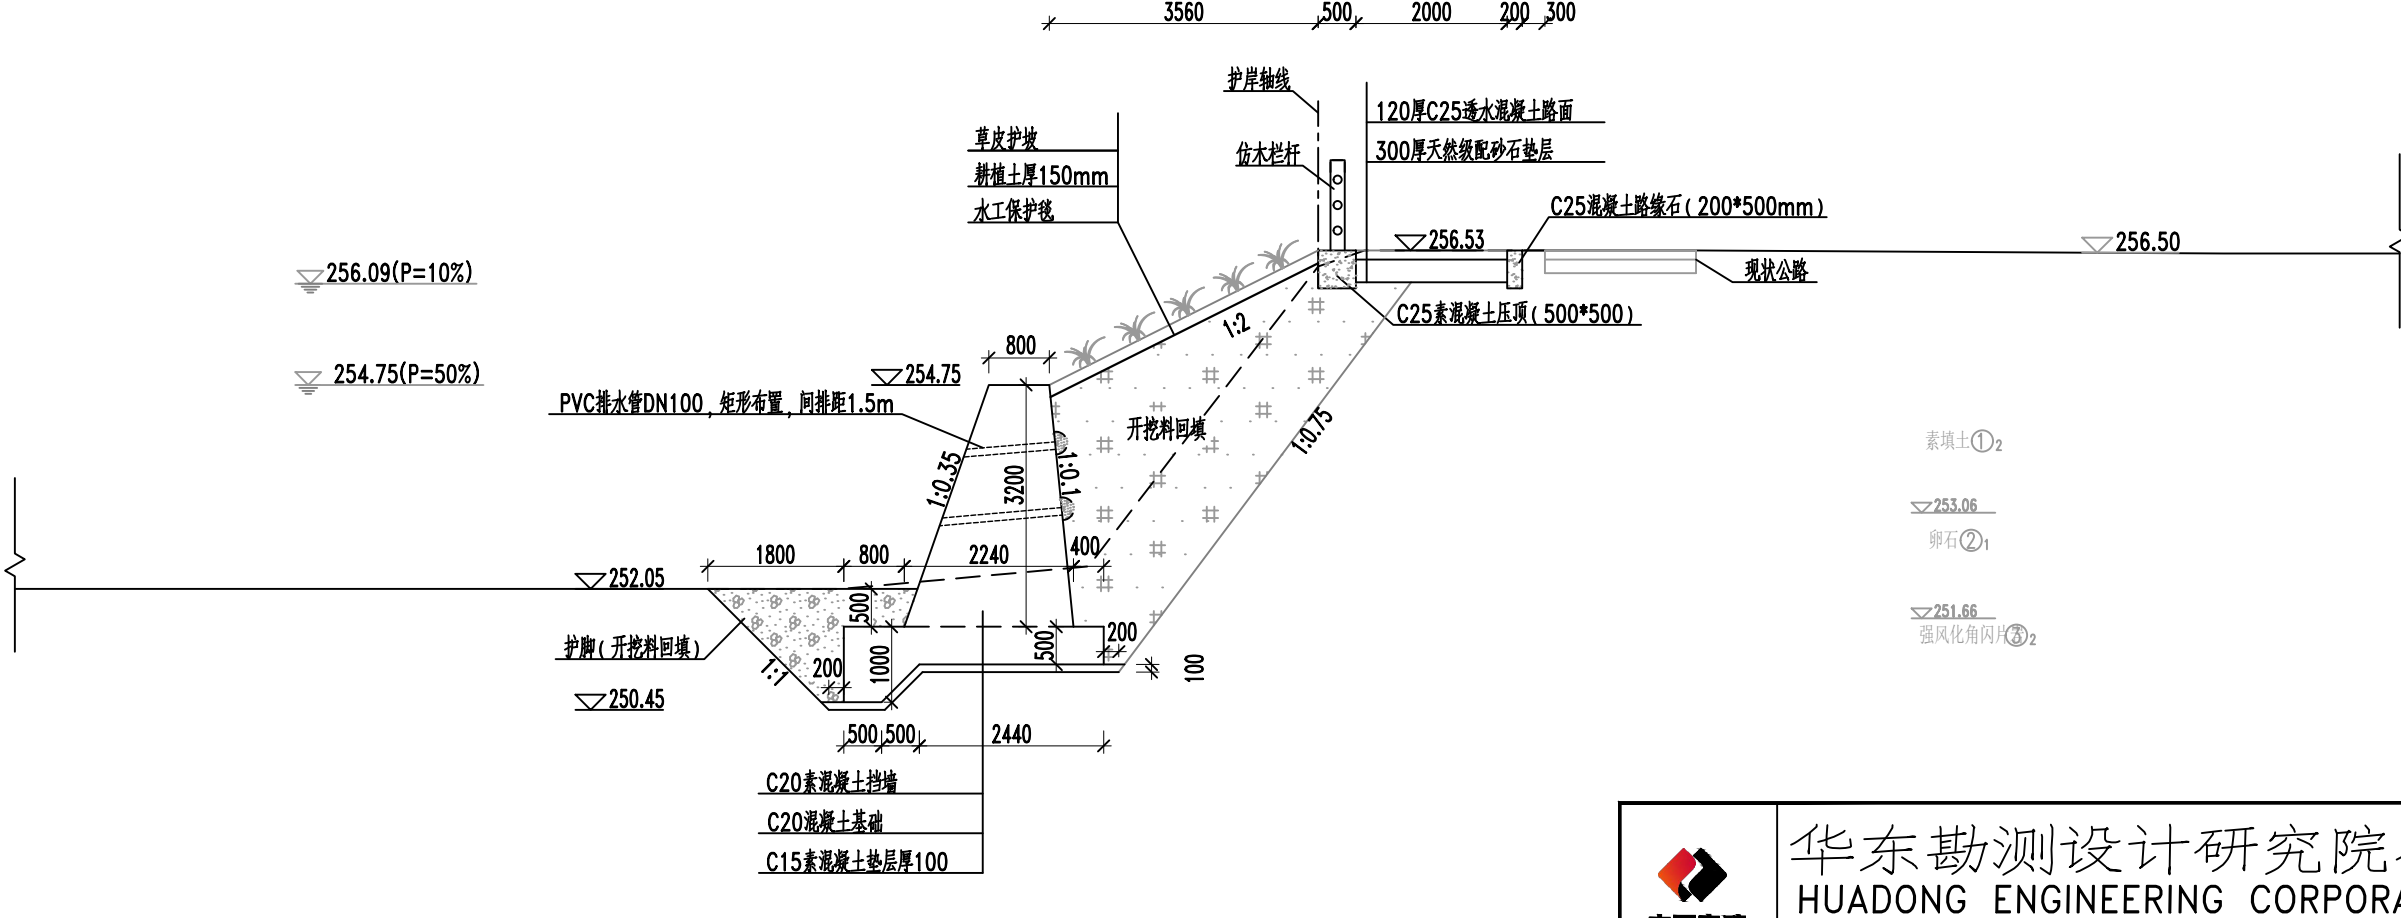 3560 500 2000 200 300
护岸轴线
120厚C25透水混凝土路面
草皮护坡
仿木栏杆
300厚天然级配砂石垫层
耕植土厚150mm
水工保护毯
C25混凝土路缘石(200*500mm)
256.53
256.50
256.09(P=10%)
现状公路
C25素混凝土压顶(500*500)
1:2
800
254.75(P=50%)
254.75
PVC排水管DN100,矩形布置,间排距1.5m
开挖料回填
1:0.75
素填土①2
1:0.35
3200
1:0.1
253.06
卵石②1
1800 800 2240 400
252.05
500
251.66
强风化角闪片③2
护脚(开挖料回填)
1:1
200
1000
500
200
100
250.45
500 500 2440
C20素混凝土挡墙
C20混凝土基础
C15素混凝土垫层厚100
华东勘测设计研究院
HUADONG ENGINEERING CORPORA